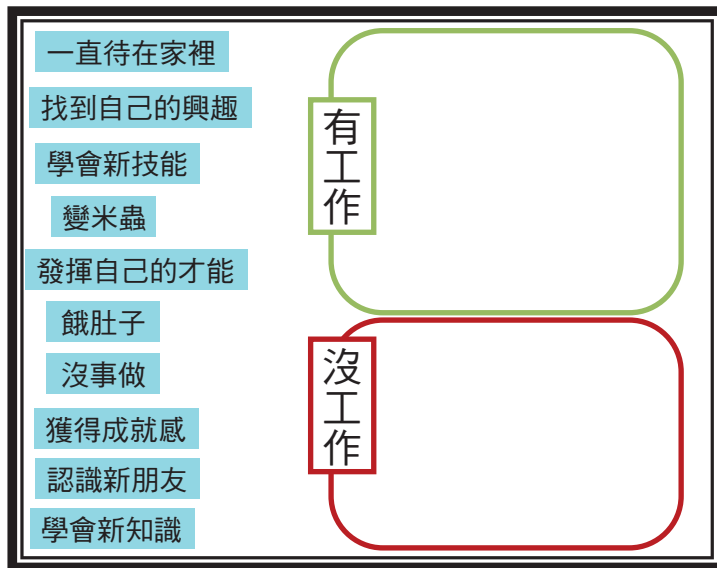 一直待在家裡
找到自己的興趣
學會新技能
變米蟲
發揮自己的才能
餓肚子
沒事做
獲得成就感
認識新朋友
學會新知識
有工作
沒工作